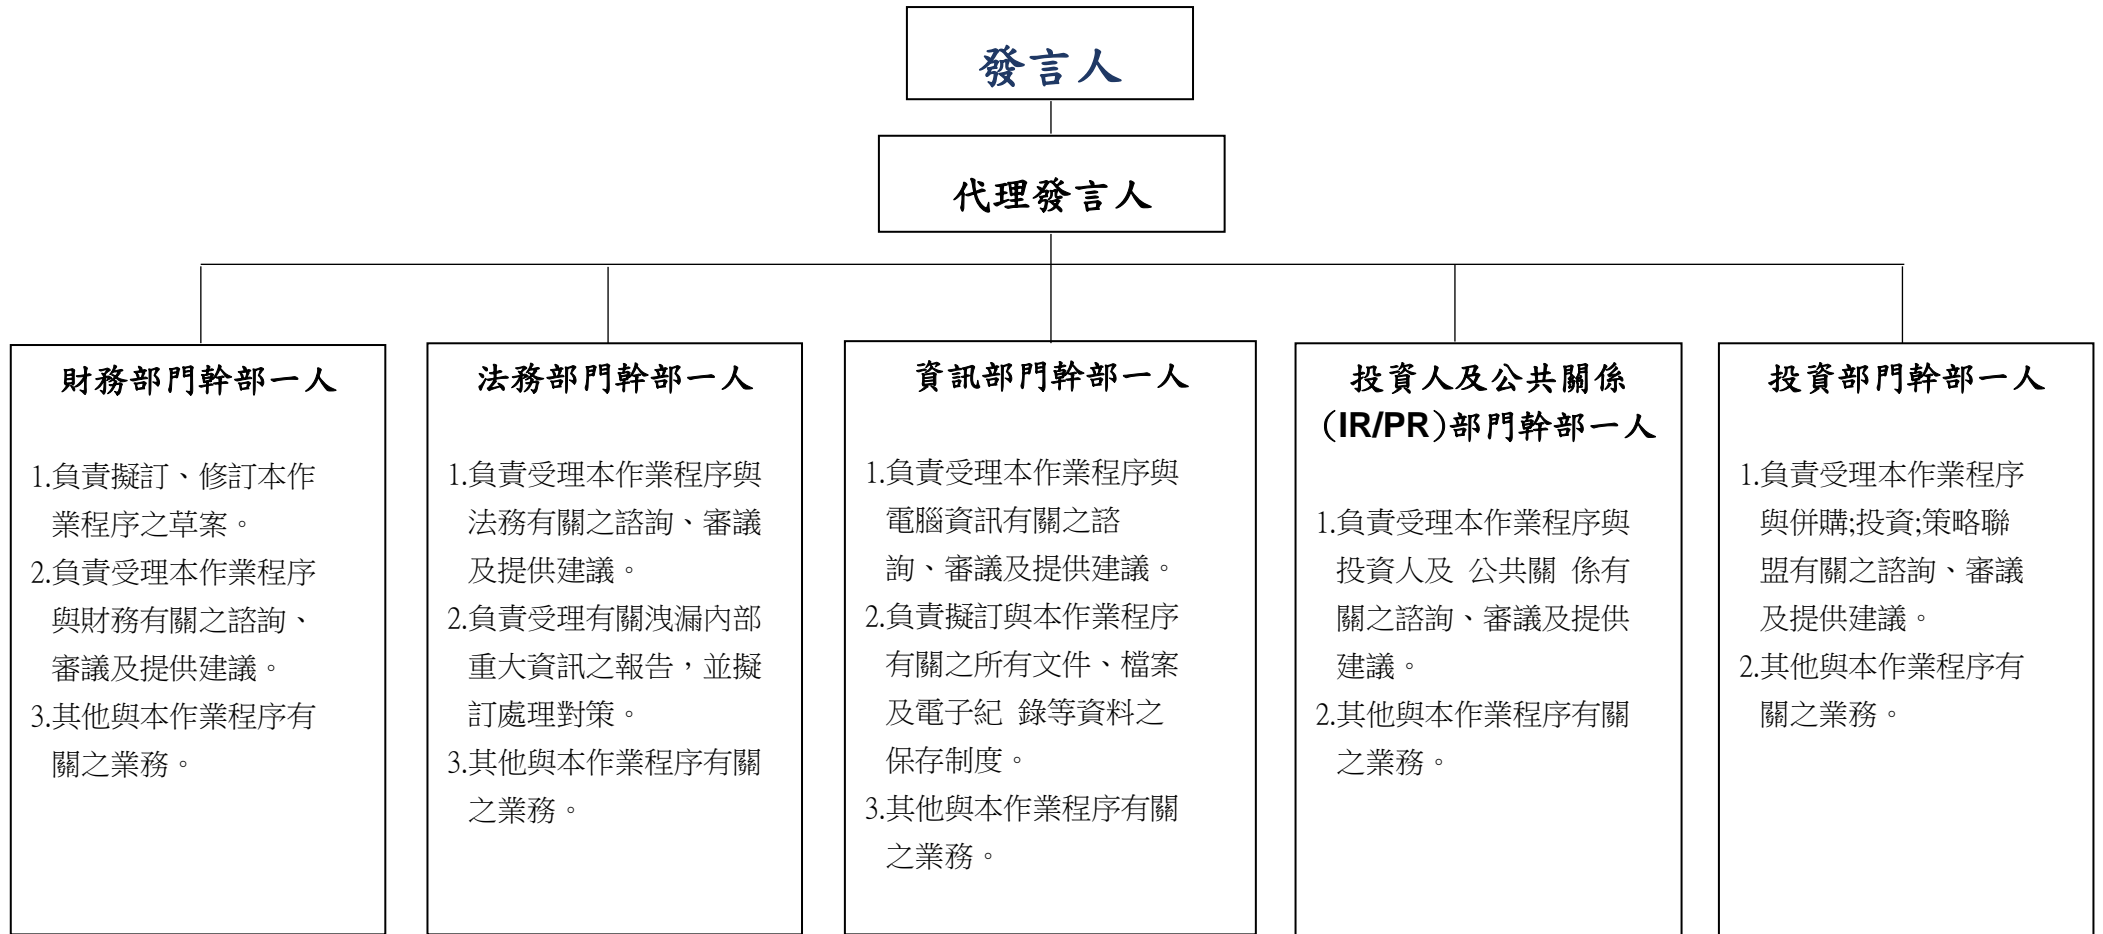 發言人
代理發言人
財務部門幹部一人
1.負責擬訂、修訂本作
業程序之草案。
2.負責受理本作業程序
與財務有關之諮詢、
審議及提供建議。
3.其他與本作業程序有
關之業務。
法務部門幹部一人
1.負責受理本作業程序與
法務有關之諮詢、審議
及提供建議。
2.負責受理有關洩漏內部
重大資訊之報告，並擬
訂處理對策。
3.其他與本作業程序有關
之業務。
資訊部門幹部一人
1.負責受理本作業程序與
電腦資訊有關之諮
詢、審議及提供建議。
2.負責擬訂與本作業程序
有關之所有文件、檔案
及電子紀 錄等資料之
保存制度。
3.其他與本作業程序有關
之業務。
投資人及公共關係
(IR/PR)部門幹部一人
1.負責受理本作業程序與
投資人及 公共關 係有
關之諮詢、審議及提供
建議。
2.其他與本作業程序有關
之業務。
投資部門幹部一人
1.負責受理本作業程序
與併購;投資;策略聯
盟有關之諮詢、審議
及提供建議。
2.其他與本作業程序有
關之業務。